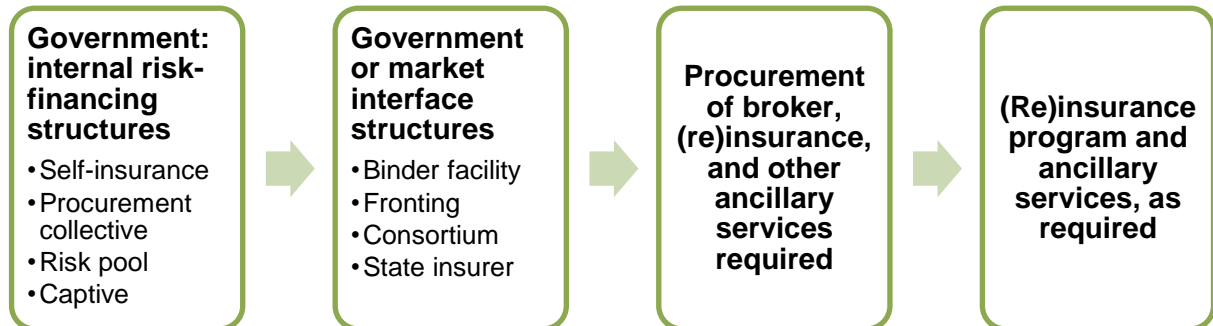 Government:
internal risk-
financing
structures
•Self-insurance
•Procurement
collective
•Risk pool
•Captive
Government
or market
interface
structures
•Binder facility
•Fronting
•Consortium
•State insurer
Procurement
of broker,
(re)insurance,
and other
ancillary
services
required
(Re)insurance
program and
ancillary
services, as
required